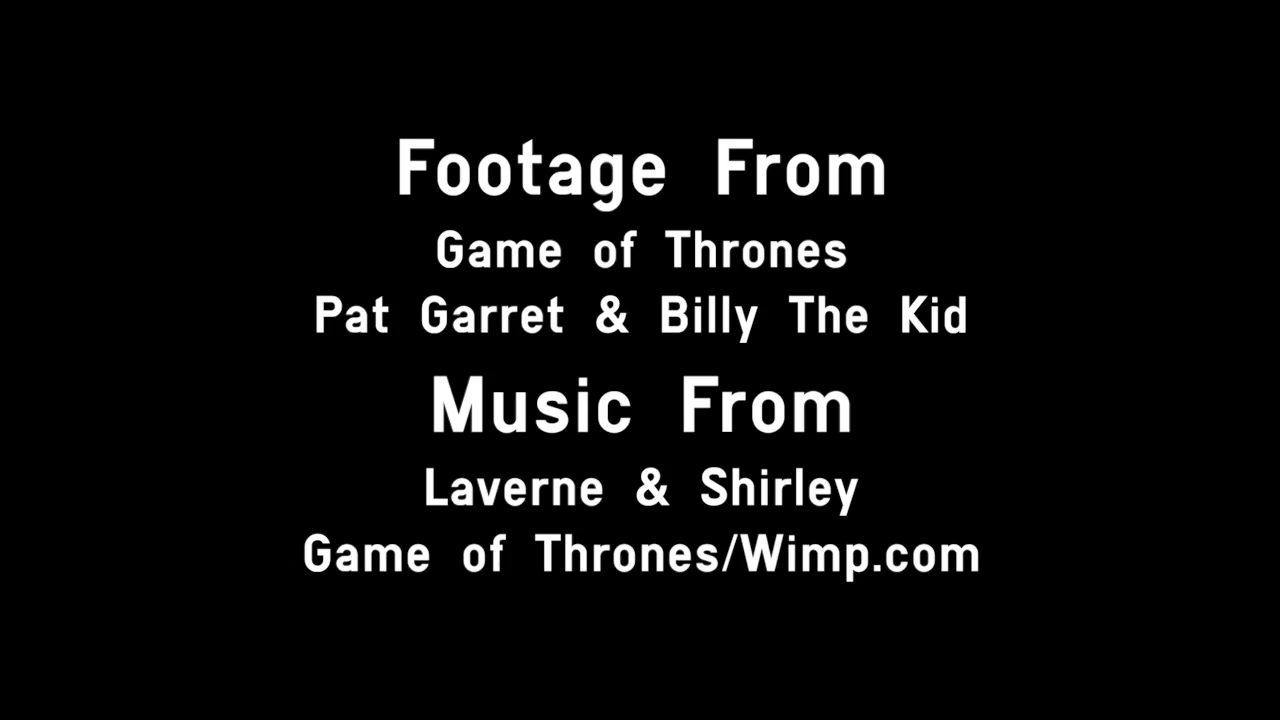 Footage From
Game of Thrones
Pat Garret & Billy The Kid
Music From
Laverne & Shirley
Game of Thrones/Wimp.com